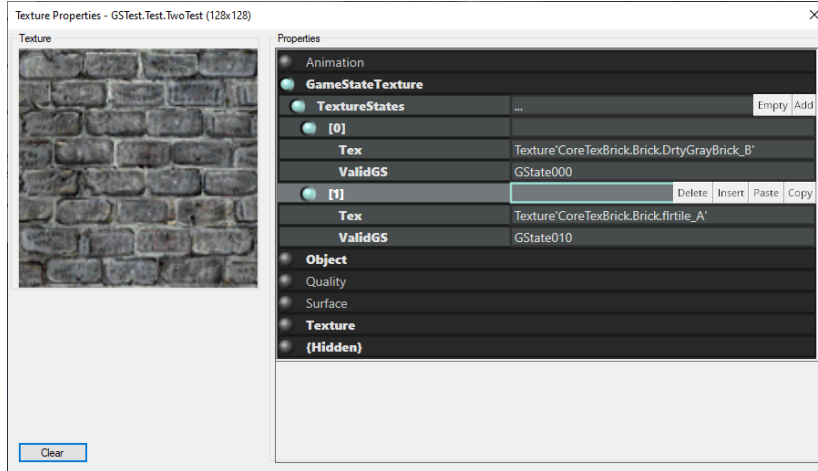 Texture Properties - GSTest.Test.TwoTest (128x128)
Texture
Properties
Animation
GameStateTexture
TextureStates ... Empty Add
[0]
Tex Texture'CoreTexBrick.Brick.DrtyGrayBrick_B'
ValidGS GState000
[1] Delete Insert Paste Copy
Tex Texture'CoreTexBrick.Brick.flrtile_A'
ValidGS GState010
Object
Quality
Surface
Texture
{Hidden}
Clear